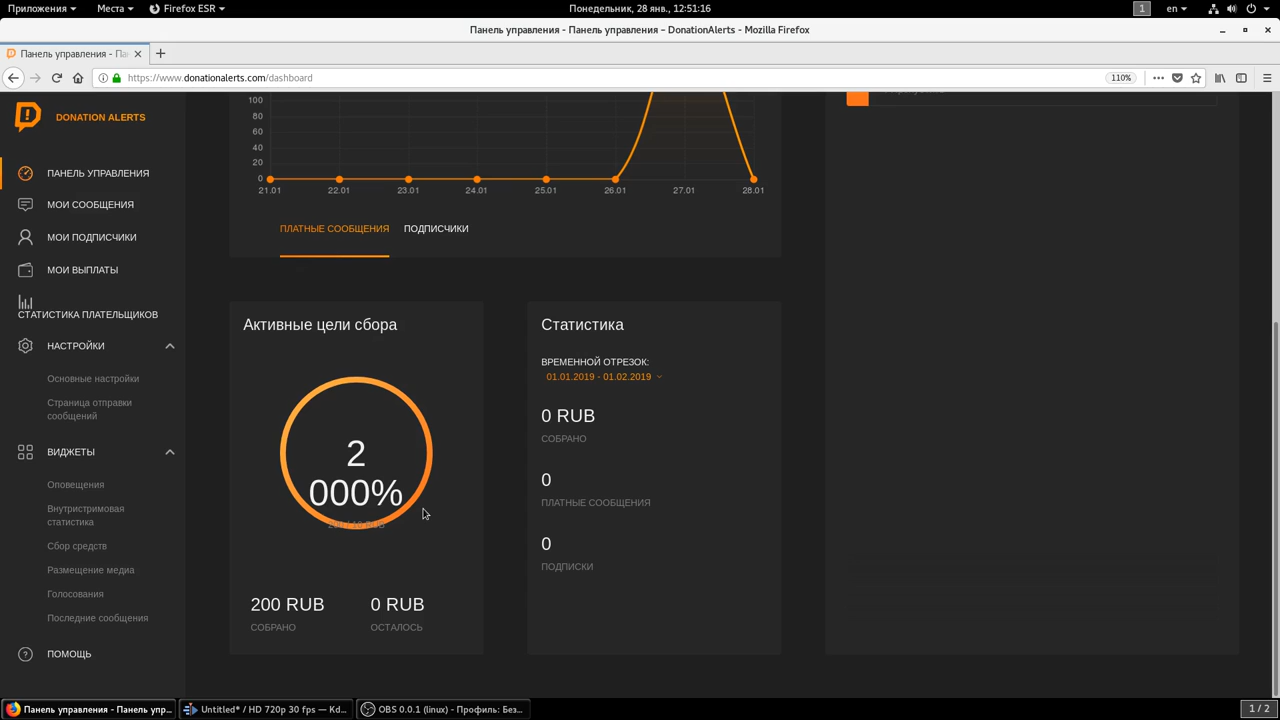 Приложения
Места
Firefox ESR
Понедельник, 28 янв., 12:51:16
1
en
Панель управления - Панель управления – DonationAlerts - Mozilla Firefox
Панель управления - Па
https://www.donationalerts.com/dashboard
110%
DONATION ALERTS
ПАНЕЛЬ УПРАВЛЕНИЯ
МОИ СООБЩЕНИЯ
МОИ ПОДПИСЧИКИ
МОИ ВЫПЛАТЫ
СТАТИСТИКА ПЛАТЕЛЬЩИКОВ
НАСТРОЙКИ
Основные настройки
Страница отправки
сообщений
ВИДЖЕТЫ
Оповещения
Внутристримовая
статистика
Сбор средств
Размещение медиа
Голосования
Последние сообщения
ПОМОЩЬ
100
80
60
40
20
0
21.01 22.01 23.01 24.01 25.01 26.01 27.01 28.01
ПЛАТНЫЕ СООБЩЕНИЯ ПОДПИСЧИКИ
Активные цели сбора
2
000%
200 RUB 0 RUB
СОБРАНО ОСТАЛОСЬ
Статистика
ВРЕМЕННОЙ ОТРЕЗОК:
01.01.2019 - 01.02.2019
0 RUB
СОБРАНО
0
ПЛАТНЫЕ СООБЩЕНИЯ
0
ПОДПИСКИ
Панель управления - Панель упр...
Untitled* / HD 720p 30 fps — Kd...
OBS 0.0.1 (linux) - Профиль: Без...
1 / 2